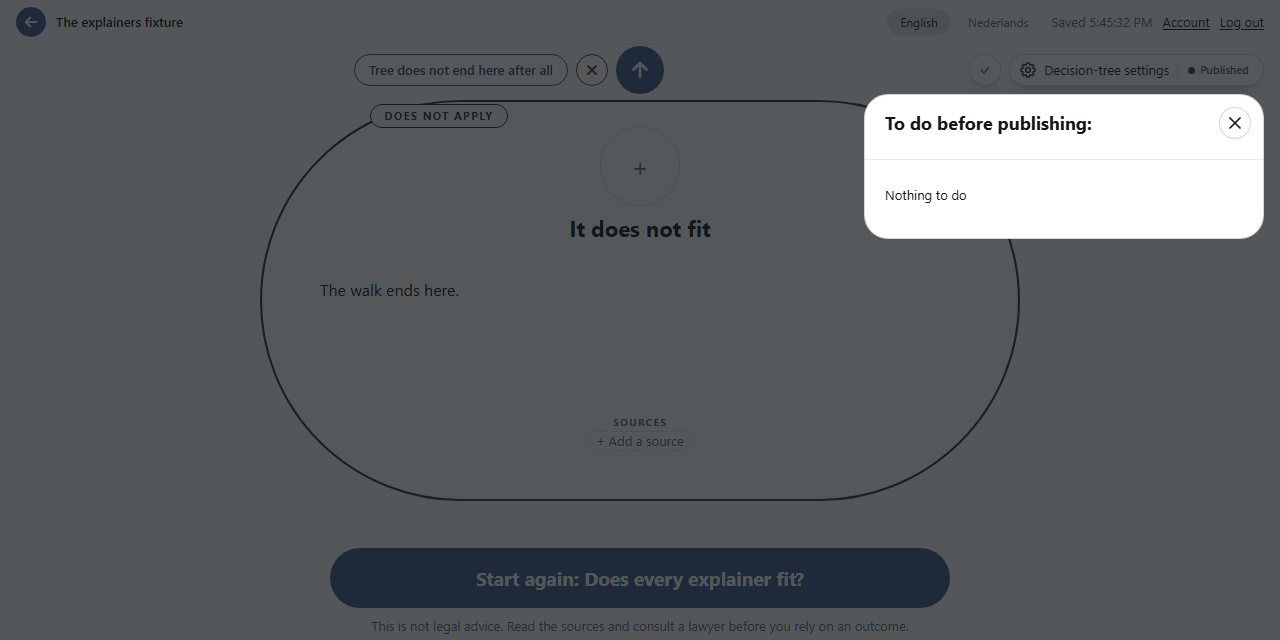 The explainers fixture
English
Nederlands
Saved 5:45:32 PM
Account
Log out
Tree does not end here after all
Decision-tree settings
Published
DOES NOT APPLY
To do before publishing:
Nothing to do
+
It does not fit
The walk ends here.
SOURCES
+ Add a source
Start again: Does every explainer fit?
This is not legal advice. Read the sources and consult a lawyer before you rely on an outcome.